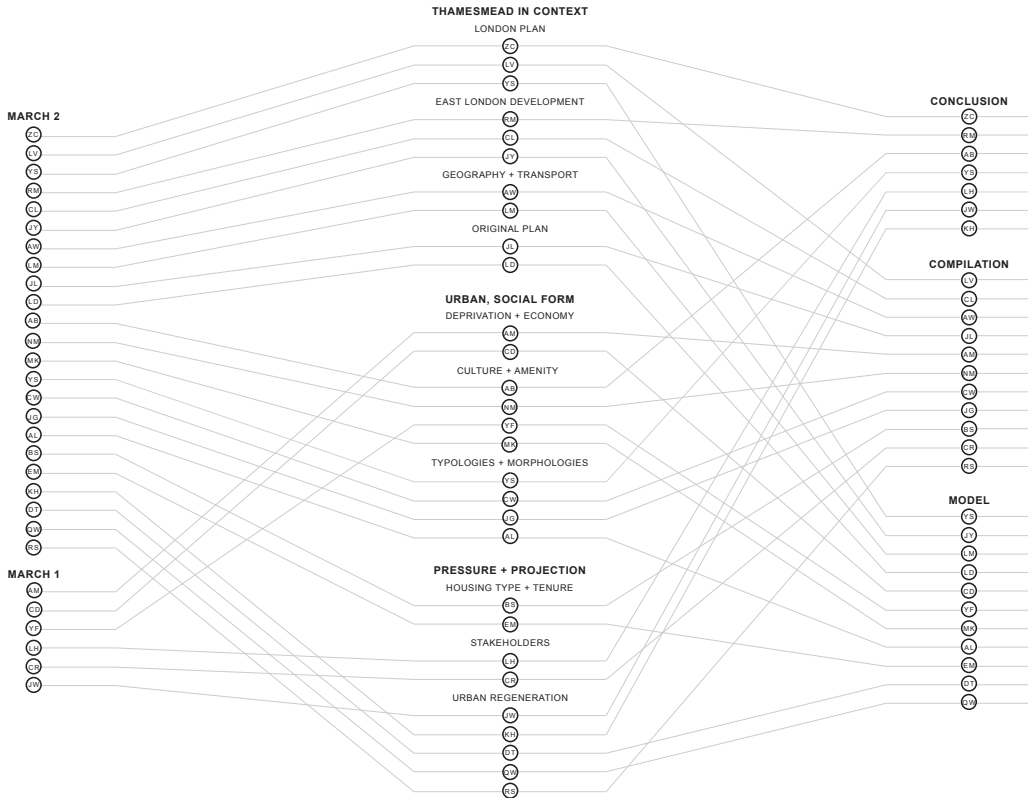 MARCH 2
ZC
LV
YS
RM
CL
JY
AW
LM
JL
LD
AB
NM
MK
YS
CW
JG
AL
BS
EM
KH
DT
QW
RS
MARCH 1
AM
CD
YF
LH
CR
JW
THAMESMEAD IN CONTEXT
LONDON PLAN
ZC
LV
YS
EAST LONDON DEVELOPMENT
RM
CL
JY
GEOGRAPHY + TRANSPORT
AW
LM
ORIGINAL PLAN
JL
LD
URBAN, SOCIAL FORM
DEPRIVATION + ECONOMY
AM
CD
CULTURE + AMENITY
AB
NM
YF
MK
TYPOLOGIES + MORPHOLOGIES
YS
CW
JG
AL
PRESSURE + PROJECTION
HOUSING TYPE + TENURE
BS
EM
STAKEHOLDERS
LH
CR
URBAN REGENERATION
JW
KH
DT
QW
RS
CONCLUSION
ZC
RM
AB
YS
LH
JW
KH
COMPILATION
LV
CL
AW
JL
AM
NM
CW
JG
BS
CR
RS
MODEL
YS
JY
LM
LD
CD
YF
MK
AL
EM
DT
QW